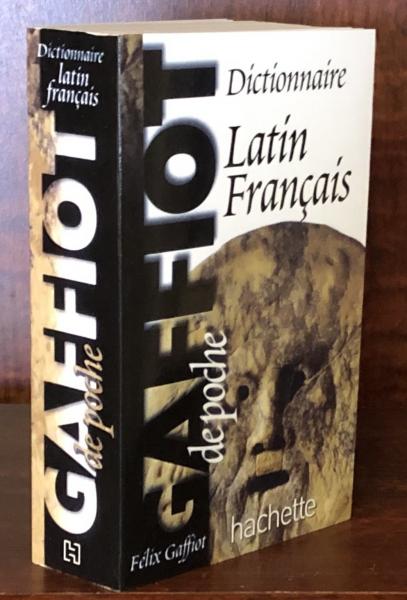 Dictionnaire
latin
français
GAFFIOT
de poche
H
Dictionnaire
Latin
Français
GAFFIOT
de poche
Félix Gaffiot
hachette